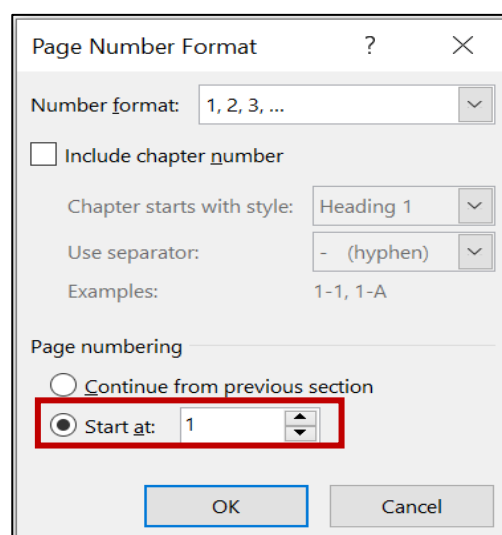 Page Number Format ?
Number format: 1, 2, 3, ...
Include chapter number
Chapter starts with style: Heading 1
Use separator: - (hyphen)
Examples: 1-1, 1-A
Page numbering
Continue from previous section
Start at: 1
OK Cancel